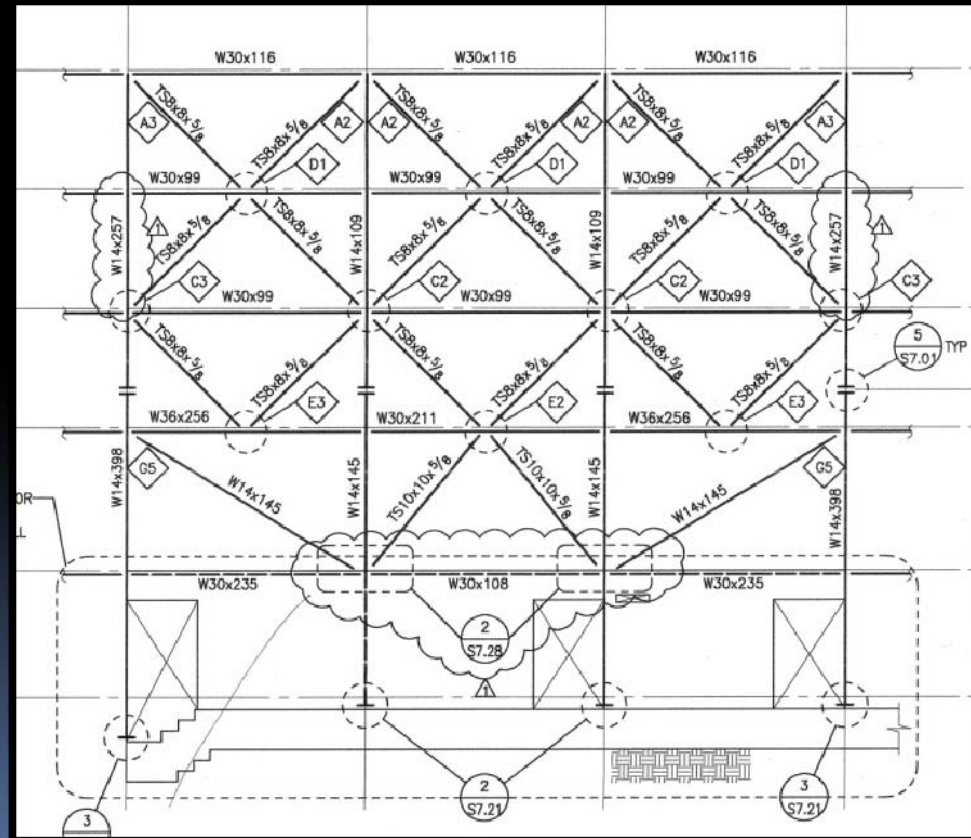 W30x116 W30x116 W30x116
TS8x8x5/8 TS8x8x5/8 TS8x8x5/8 TS8x8x5/8 TS8x8x5/8 TS8x8x5/8
A3 A2 A2 A2 A2 A3
D1 D1 D1
W30x99 W30x99 W30x99
W14x257 TS8x8x5/8 TS8x8x5/8 W14x109 TS8x8x5/8 TS8x8x5/8 W14x109 TS8x8x5/8 TS8x8x5/8 W14x257
1 1
C3 C2 C2 C3
W30x99 W30x99 W30x99
TS8x8x5/8 TS8x8x5/8 TS8x8x5/8 TS8x8x5/8 TS8x8x5/8 TS8x8x5/8
5
S7.01
TYP
E3 E2 E3
W36x256 W30x211 W36x256
W14x398 G5 W14x145 W14x145 TS10x10x5/8 TS10x10x5/8 W14x145 W14x145 G5 W14x398
OR
LL
W30x235 W30x108 W30x235
2
S7.28
1
2
S7.21
3
S7.21
3